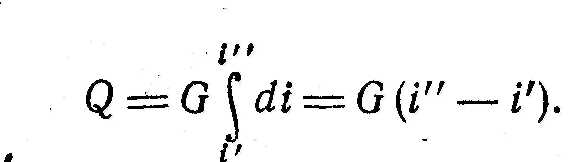 Q = G ∫_{i'}^{i''} di = G (i'' — i').